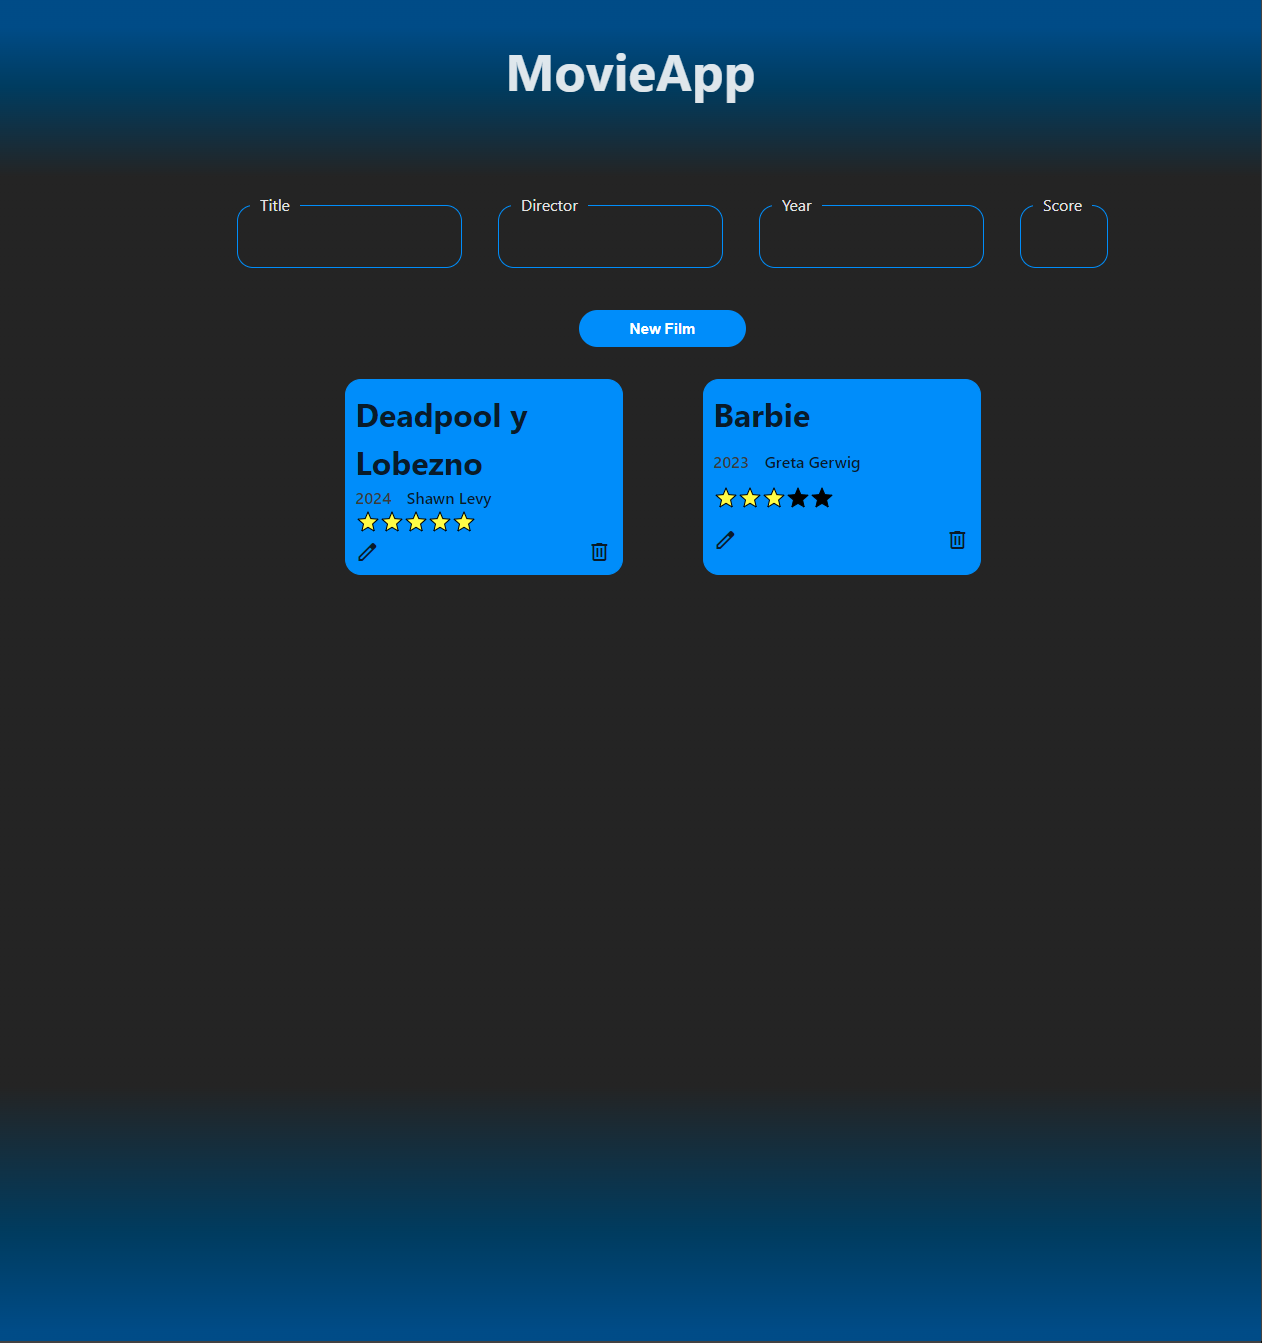 MovieApp
Title
Director
Year
Score
New Film
Deadpool y
Lobezno
2024 Shawn Levy
Barbie
2023 Greta Gerwig